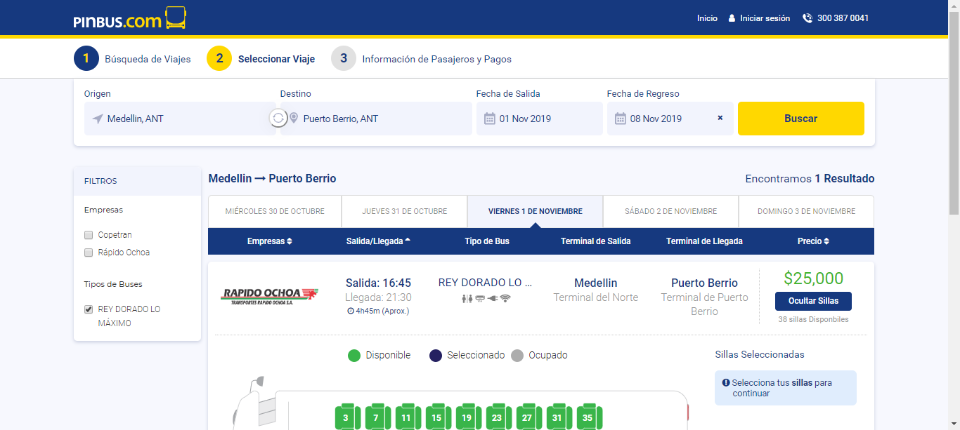 PINBUS.com
Inicio
Iniciar sesión
300 387 0041
1 Búsqueda de Viajes
2 Seleccionar Viaje
3 Información de Pasajeros y Pagos
Origen
Destino
Fecha de Salida
Fecha de Regreso
Medellin, ANT
Puerto Berrio, ANT
01 Nov 2019
08 Nov 2019 ×
Buscar
FILTROS
Empresas
Copetran
Rápido Ochoa
Tipos de Buses
REY DORADO LO
MÁXIMO
Medellin → Puerto Berrio
Encontramos 1 Resultado
MIÉRCOLES 30 DE OCTUBRE
JUEVES 31 DE OCTUBRE
VIERNES 1 DE NOVIEMBRE
SÁBADO 2 DE NOVIEMBRE
DOMINGO 3 DE NOVIEMBRE
Empresas
Salida/Llegada
Tipo de Bus
Terminal de Salida
Terminal de Llegada
Precio
RAPIDO OCHOA
TRANSPORTES RAPIDO OCHOA S.A.
Salida: 16:45
Llegada: 21:30
4h45m (Aprox.)
REY DORADO LO ...
Medellin
Terminal del Norte
Puerto Berrio
Terminal de Puerto
Berrio
$25,000
Ocultar Sillas
38 sillas Disponbiles
Disponible
Seleccionado
Ocupado
Sillas Seleccionadas
Selecciona tus sillas para
continuar
3 7 11 15 19 23 27 31 35